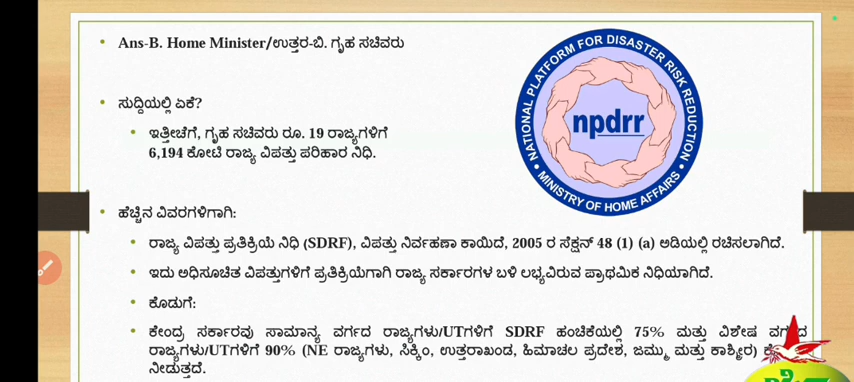 Ans-B. Home Minister/ಉತ್ತರ-ಬಿ. ಗೃಹ ಸಚಿವರು
ಸುದ್ದಿಯಲ್ಲಿ ಏಕೆ?
ಇತ್ತೀಚೆಗೆ, ಗೃಹ ಸಚಿವರು ರೂ. 19 ರಾಜ್ಯಗಳಿಗೆ
6,194 ಕೋಟಿ ರಾಜ್ಯ ವಿಪತ್ತು ಪರಿಹಾರ ನಿಧಿ.
NATIONAL PLATFORM FOR DISASTER RISK REDUCTION
npdrr
MINISTRY OF HOME AFFAIRS
ಹೆಚ್ಚಿನ ವಿವರಗಳಿಗಾಗಿ:
ರಾಜ್ಯ ವಿಪತ್ತು ಪ್ರತಿಕ್ರಿಯೆ ನಿಧಿ (SDRF), ವಿಪತ್ತು ನಿರ್ವಹಣಾ ಕಾಯಿದೆ, 2005 ರ ಸೆಕ್ಷನ್ 48 (1) (a) ಅಡಿಯಲ್ಲಿ ರಚಿಸಲಾಗಿದೆ.
ಇದು ಅಧಿಸೂಚಿತ ವಿಪತ್ತುಗಳಿಗೆ ಪ್ರತಿಕ್ರಿಯೆಗಾಗಿ ರಾಜ್ಯ ಸರ್ಕಾರಗಳ ಬಳಿ ಲಭ್ಯವಿರುವ ಪ್ರಾಥಮಿಕ ನಿಧಿಯಾಗಿದೆ.
ಕೊಡುಗೆ:
ಕೇಂದ್ರ ಸರ್ಕಾರವು ಸಾಮಾನ್ಯ ವರ್ಗದ ರಾಜ್ಯಗಳು/UTಗಳಿಗೆ SDRF ಹಂಚಿಕೆಯಲ್ಲಿ 75% ಮತ್ತು ವಿಶೇಷ ವರ್ಗದ
ರಾಜ್ಯಗಳು/UTಗಳಿಗೆ 90% (NE ರಾಜ್ಯಗಳು, ಸಿಕ್ಕಿಂ, ಉತ್ತರಾಖಂಡ, ಹಿಮಾಚಲ ಪ್ರದೇಶ, ಜಮ್ಮು ಮತ್ತು ಕಾಶ್ಮೀರ)
ನೀಡುತ್ತದೆ.